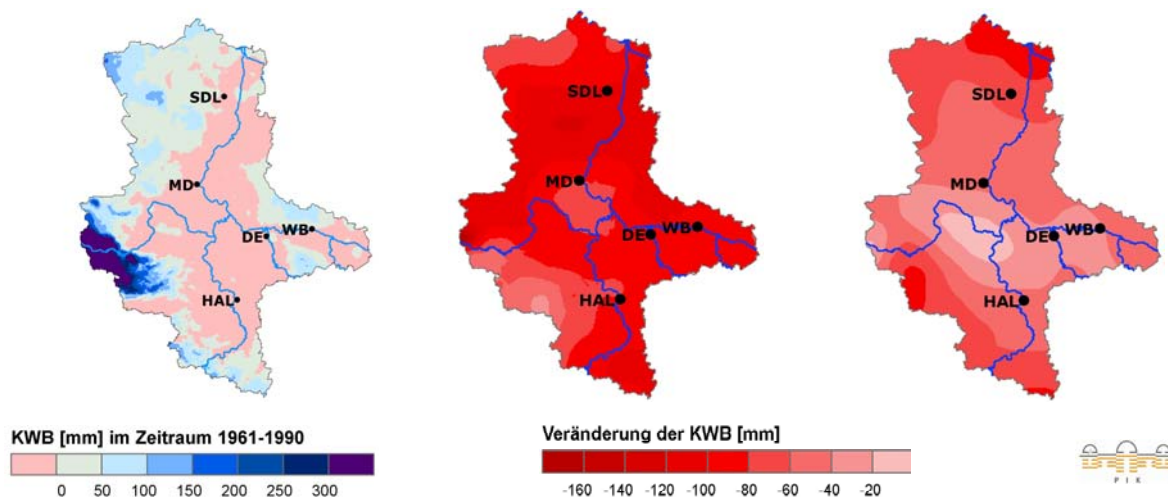 SDL
MD
DE
WB
HAL
SDL
MD
DE
WB
HAL
SDL
MD
DE
WB
HAL
KWB [mm] im Zeitraum 1961-1990
0 50 100 150 200 250 300
Veränderung der KWB [mm]
-160 -140 -120 -100 -80 -60 -40 -20
P I K